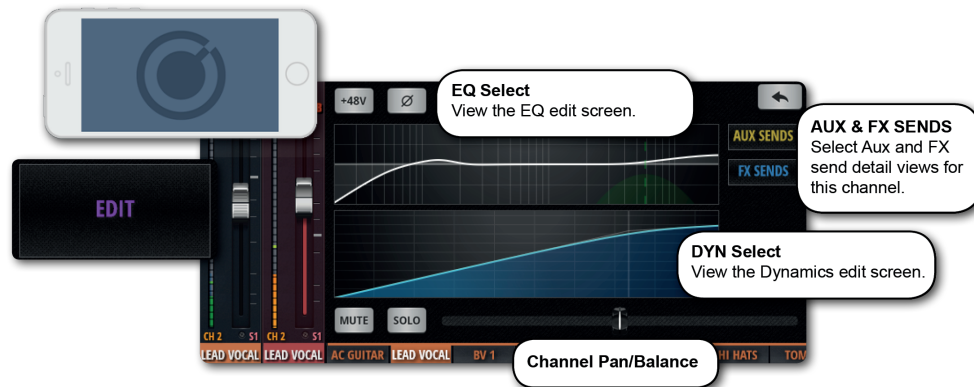 +48V
Ø
EQ Select
View the EQ edit screen.
AUX SENDS
FX SENDS
AUX & FX SENDS
Select Aux and FX
send detail views for
this channel.
EDIT
DYN Select
View the Dynamics edit screen.
MUTE
SOLO
CH 2
S1
CH 2
S1
LEAD VOCAL
LEAD VOCAL
AC GUITAR
LEAD VOCAL
BV 1
HI HATS
TOM
Channel Pan/Balance